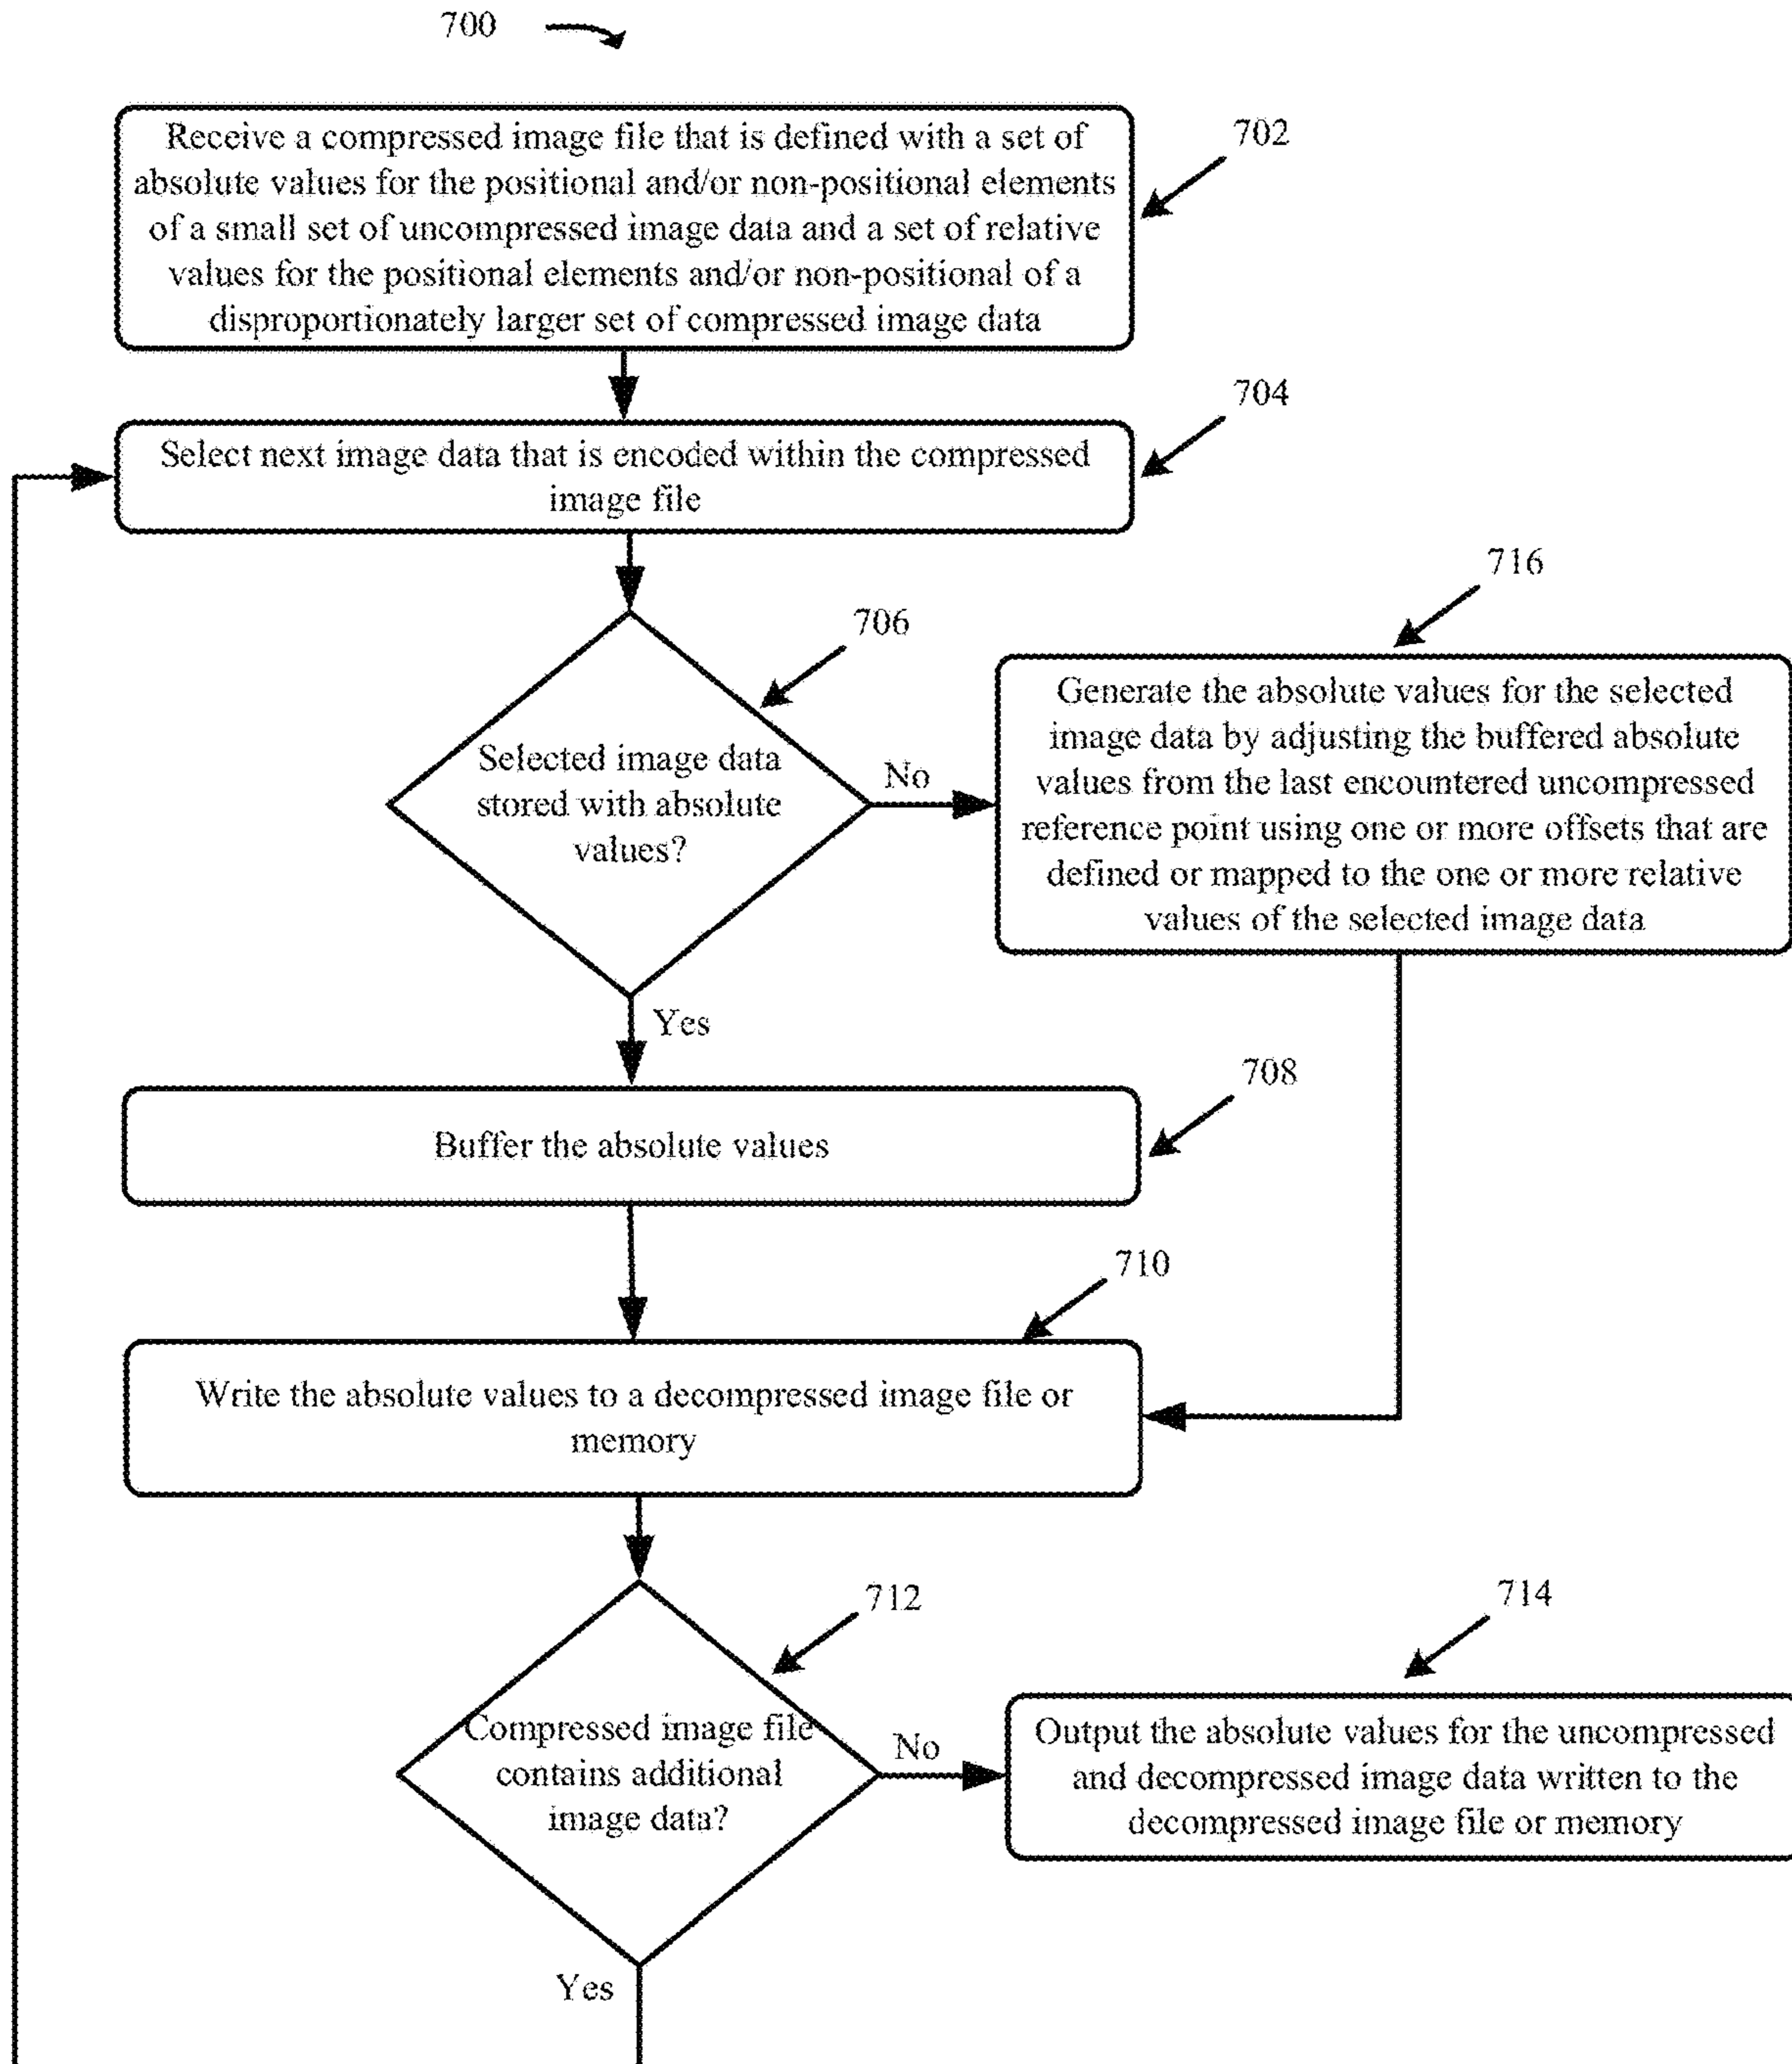 700
Receive a compressed image file that is defined with a set of
absolute values for the positional and/or non-positional elements
of a small set of uncompressed image data and a set of relative
values for the positional elements and/or non-positional of a
disproportionately larger set of compressed image data
702
704
Select next image data that is encoded within the compressed
image file
706
Selected image data
stored with absolute
values?
No
716
Generate the absolute values for the selected
image data by adjusting the buffered absolute
values from the last encountered uncompressed
reference point using one or more offsets that are
defined or mapped to the one or more relative
values of the selected image data
Yes
708
Buffer the absolute values
710
Write the absolute values to a decompressed image file or
memory
712
Compressed image file
contains additional
image data?
No
714
Output the absolute values for the uncompressed
and decompressed image data written to the
decompressed image file or memory
Yes